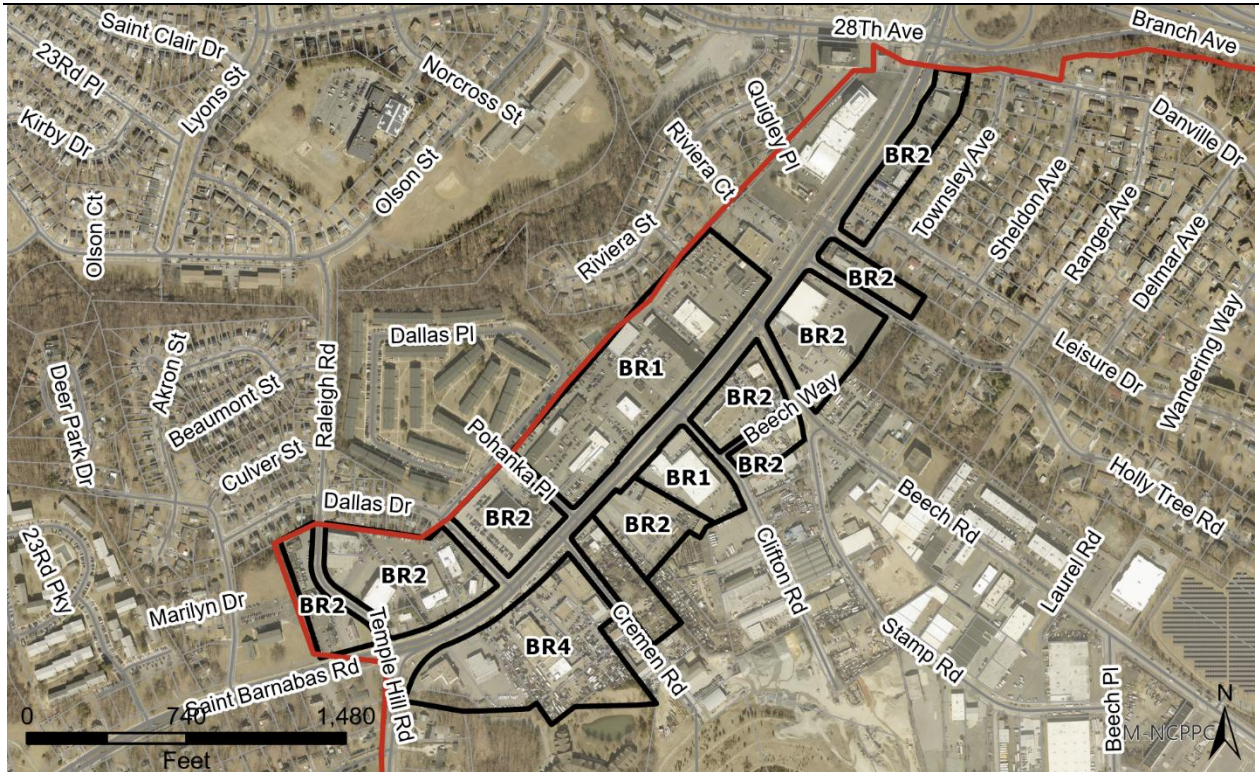 28Th Ave
Branch Ave
Saint Clair Dr
23Rd Pl
Lyons St
Norcross St
Kirby Dr
Quigley Pl
Danville Dr
BR2
Riviera Ct
Townsley Ave
Olson St
Sheldon Ave
Ranger Ave
Olson Ct
Riviera St
Delmar Ave
BR2
Wandering Way
Dallas Pl
BR2
Leisure Dr
Akron St
Raleigh Rd
BR1
Deer Park Dr
Beaumont St
BR2
Beech Way
Culver St
Pohanka Pl
BR2
Holly Tree Rd
BR1
Dallas Dr
BR2
BR2
Beech Rd
23Rd Pky
BR2
Clifton Rd
Laurel Rd
Marilyn Dr
BR2
Temple Hill Rd
BR4
Cremen Rd
Stamp Rd
Saint Barnabas Rd
Beech Pl
N
0 740 1,480
Feet
M-NCPPC